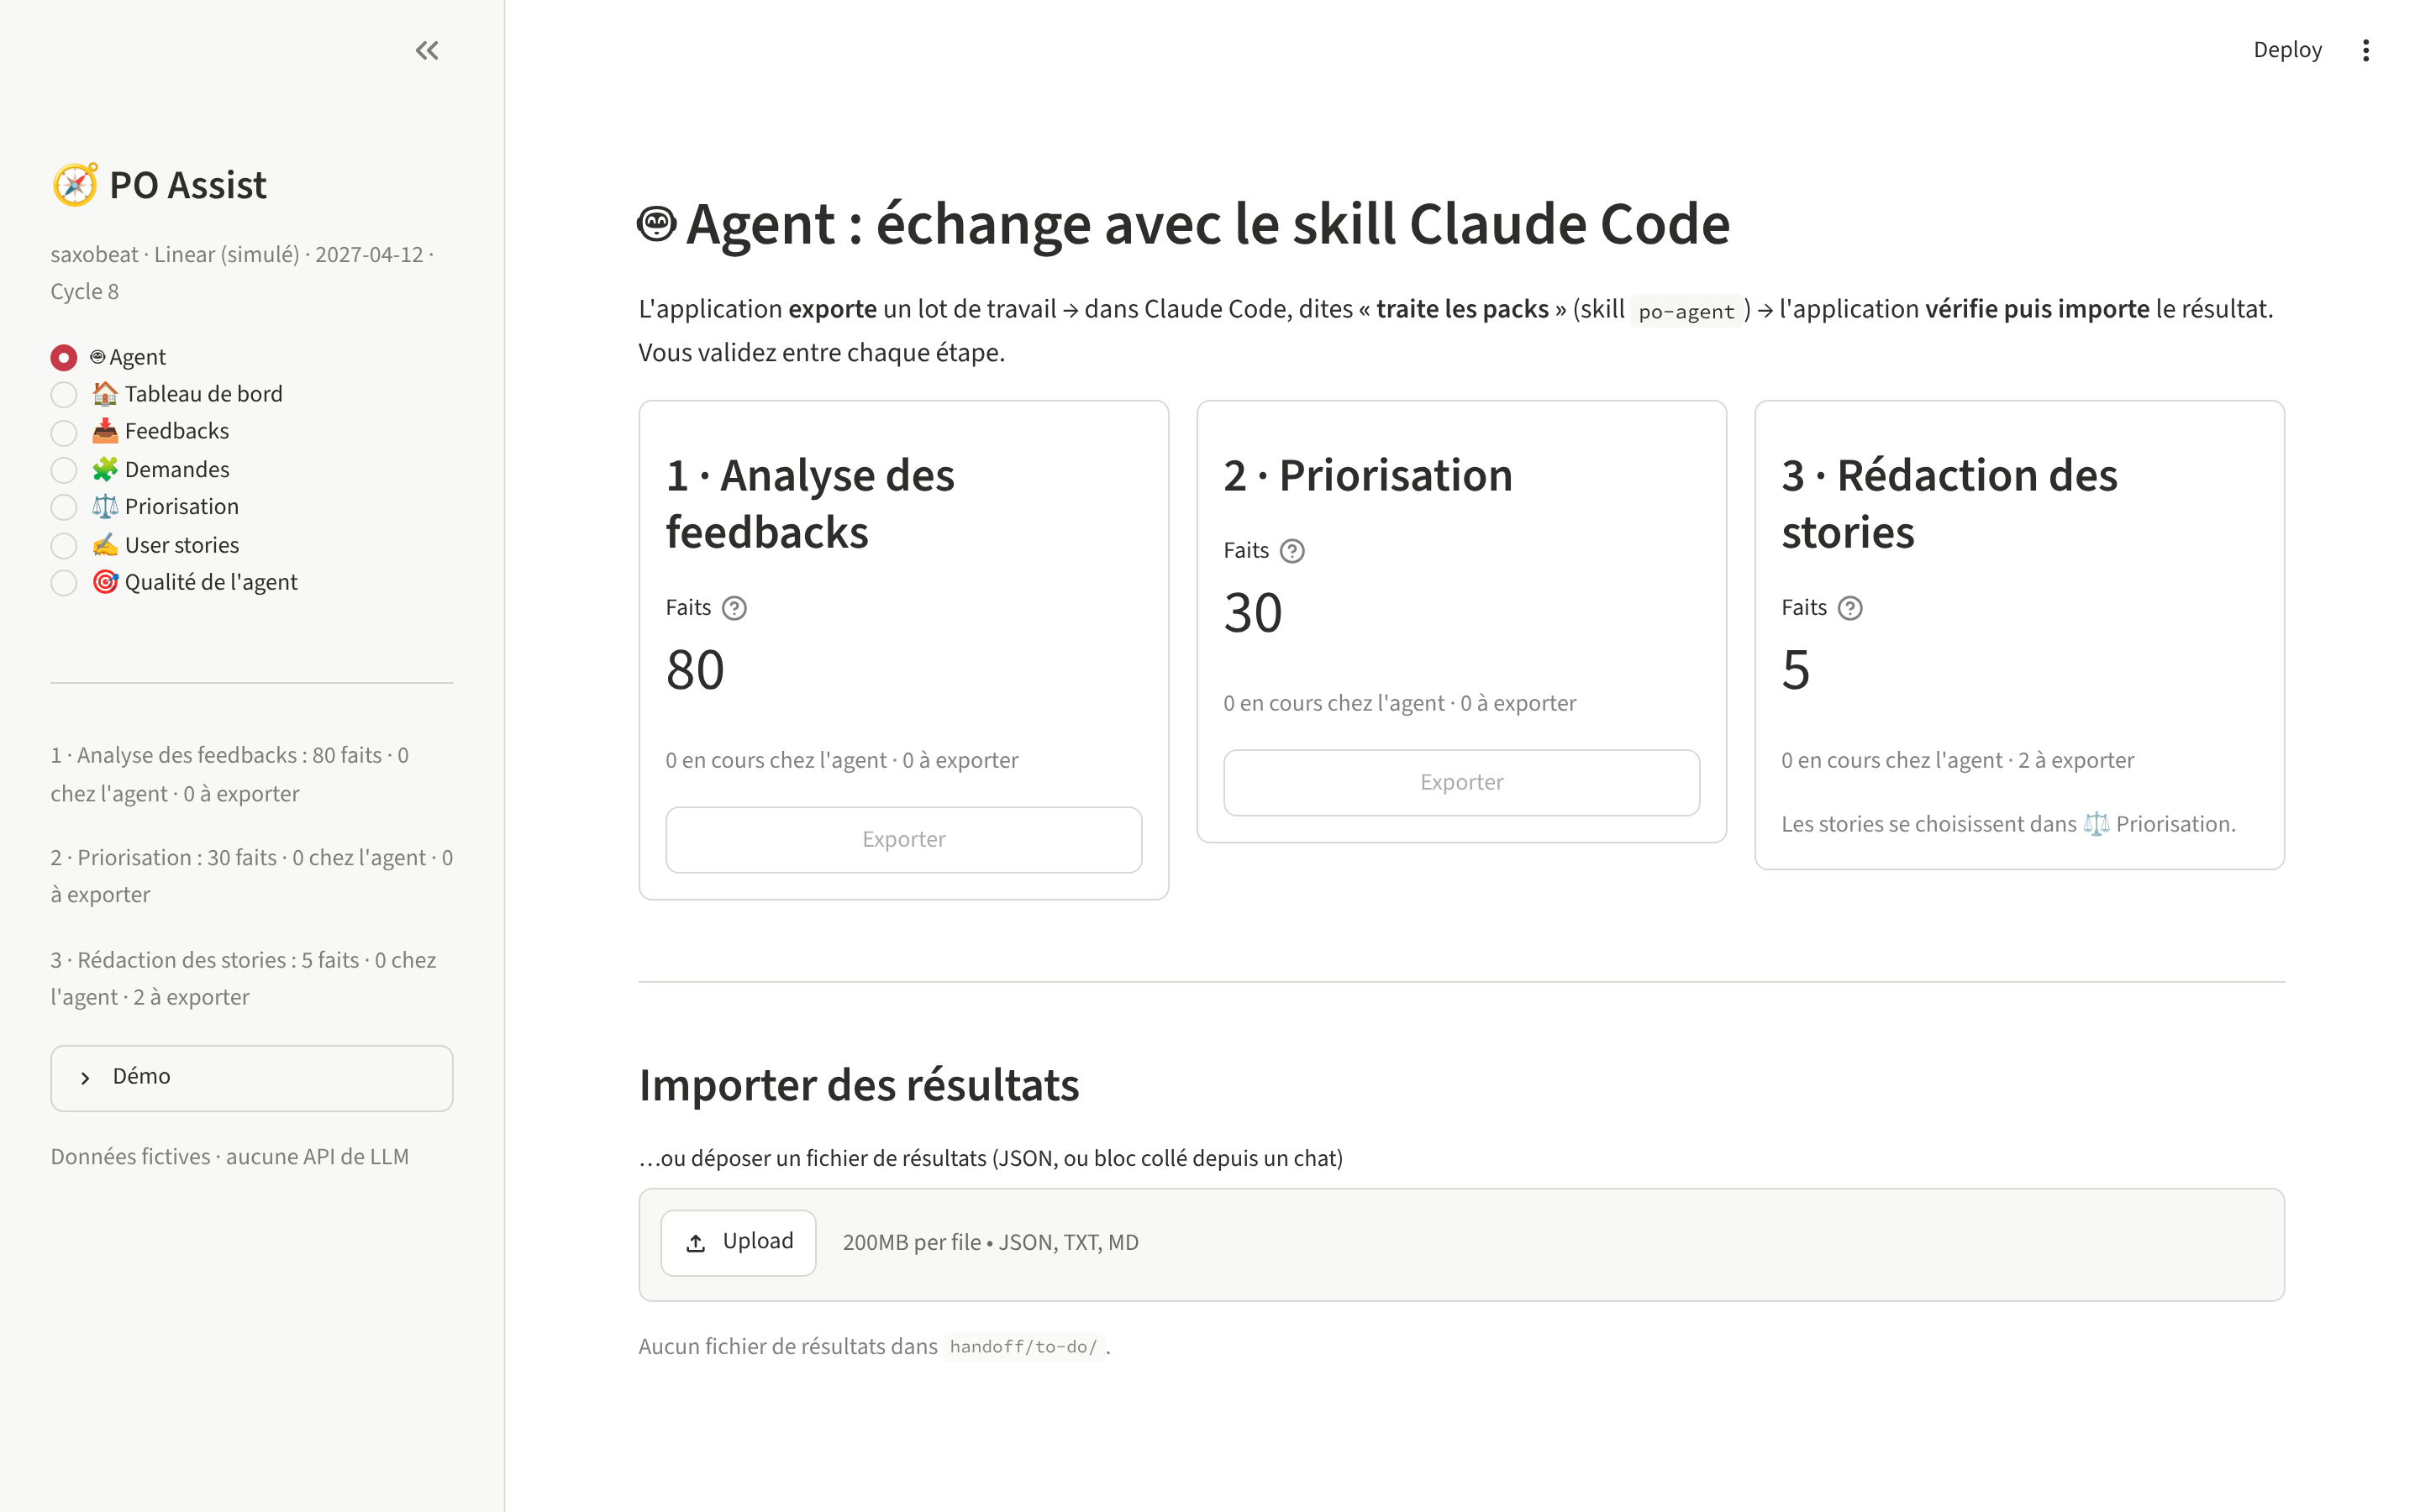 Deploy
PO Assist
saxobeat · Linear (simulé) · 2027-04-12 ·
Cycle 8
Agent
Tableau de bord
Feedbacks
Demandes
Priorisation
User stories
Qualité de l'agent
1 · Analyse des feedbacks : 80 faits · 0
chez l'agent · 0 à exporter
2 · Priorisation : 30 faits · 0 chez l'agent · 0
à exporter
3 · Rédaction des stories : 5 faits · 0 chez
l'agent · 2 à exporter
Démo
Données fictives · aucune API de LLM
Agent : échange avec le skill Claude Code
L'application exporte un lot de travail → dans Claude Code, dites « traite les packs » (skill po-agent) → l'application vérifie puis importe le résultat.
Vous validez entre chaque étape.
1 · Analyse des
feedbacks
Faits
80
0 en cours chez l'agent · 0 à exporter
Exporter
2 · Priorisation
Faits
30
0 en cours chez l'agent · 0 à exporter
Exporter
3 · Rédaction des
stories
Faits
5
0 en cours chez l'agent · 2 à exporter
Les stories se choisissent dans ⚖️ Priorisation.
Importer des résultats
…ou déposer un fichier de résultats (JSON, ou bloc collé depuis un chat)
Upload
200MB per file • JSON, TXT, MD
Aucun fichier de résultats dans handoff/to-do/ .